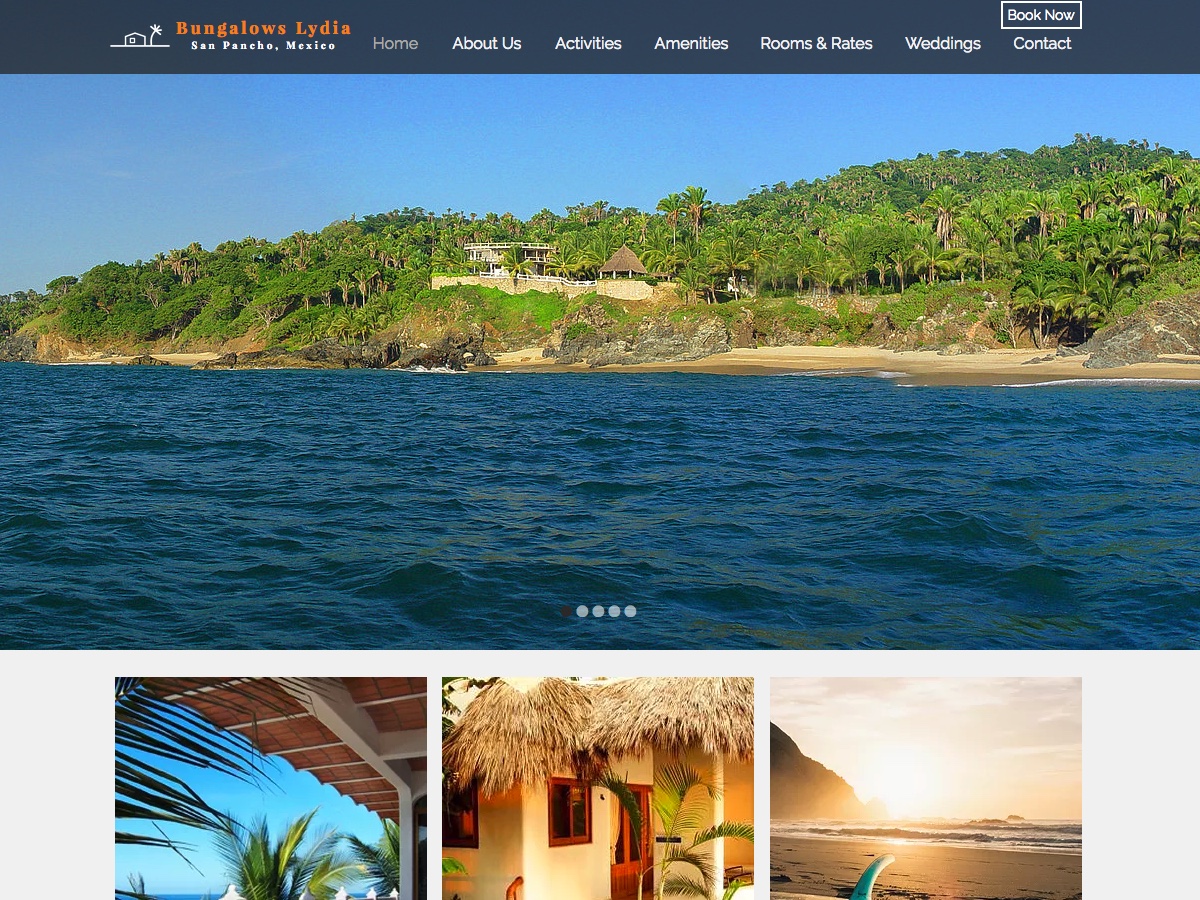 Book Now
Bungalows Lydia
San Pancho, Mexico
Home
About Us
Activities
Amenities
Rooms & Rates
Weddings
Contact